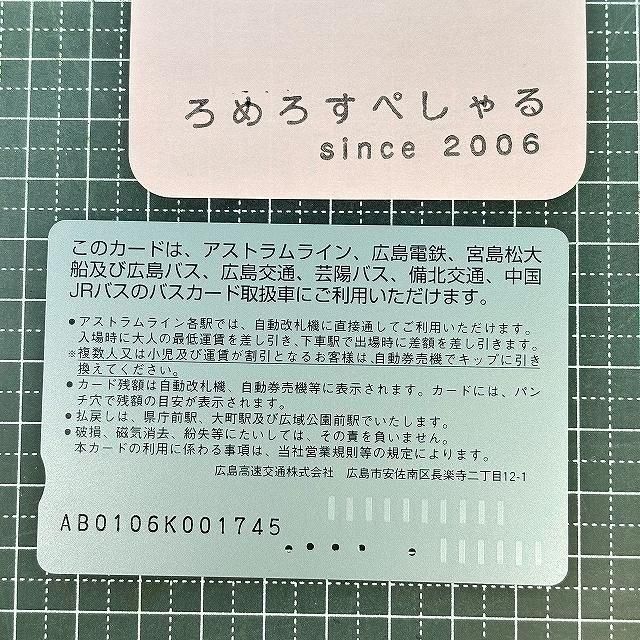 ろめろすぺしゃる
since 2006
このカードは、アストラムライン、広島電鉄、宮島松大
船及び広島バス、広島交通、芸陽バス、備北交通、中国
JRバスのバスカード取扱車にご利用いただけます。
●アストラムライン各駅では、自動改札機に直接通してご利用いただけます。
入場時に大人の最低運賃を差し引き、下車駅で出場時に差額を差し引きます。
※複数人又は小児及び運賃が割引となるお客様は、自動券売機でキップに引き
換えてください。
●カード残額は自動改札機、自動券売機等に表示されます。カードには、パン
チ穴で残額の目安が表示されます。
●払戻しは、県庁前駅、大町駅及び広域公園前駅でいたします。
●破損、磁気消去、紛失等にたいしては、その責を負いません。
本カードの利用に係わる事項は、当社営業規則等の規定によります。
広島高速交通株式会社 広島市安佐南区長楽寺二丁目12-1
AB0106K001745